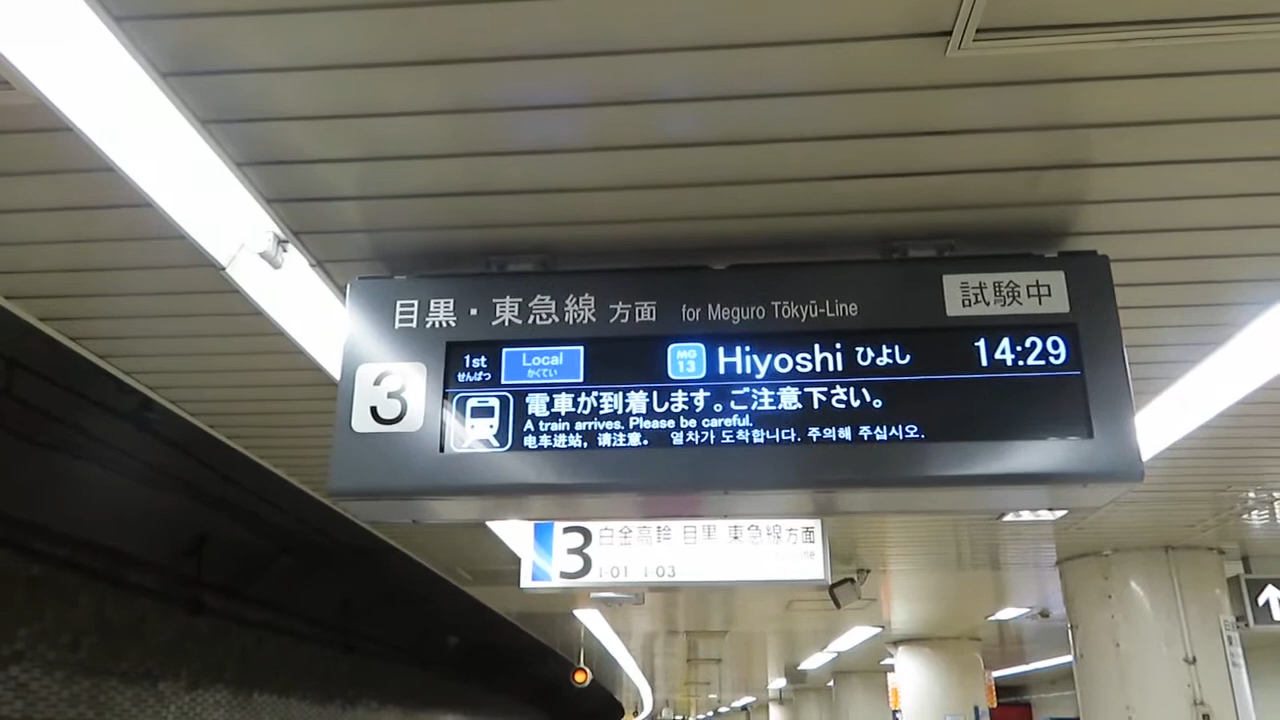 目黒・東急線 方面 for Meguro Tōkyū-Line 試験中
3
1st せんぱつ Local かくてい MG 13 Hiyoshi ひよし 14:29
電車が到着します。ご注意下さい。
A train arrives. Please be careful.
电车进站，请注意。 열차가 도착합니다. 주의해 주십시오.
3 白金高輪 目黒 東急線方面
I-01 I-03